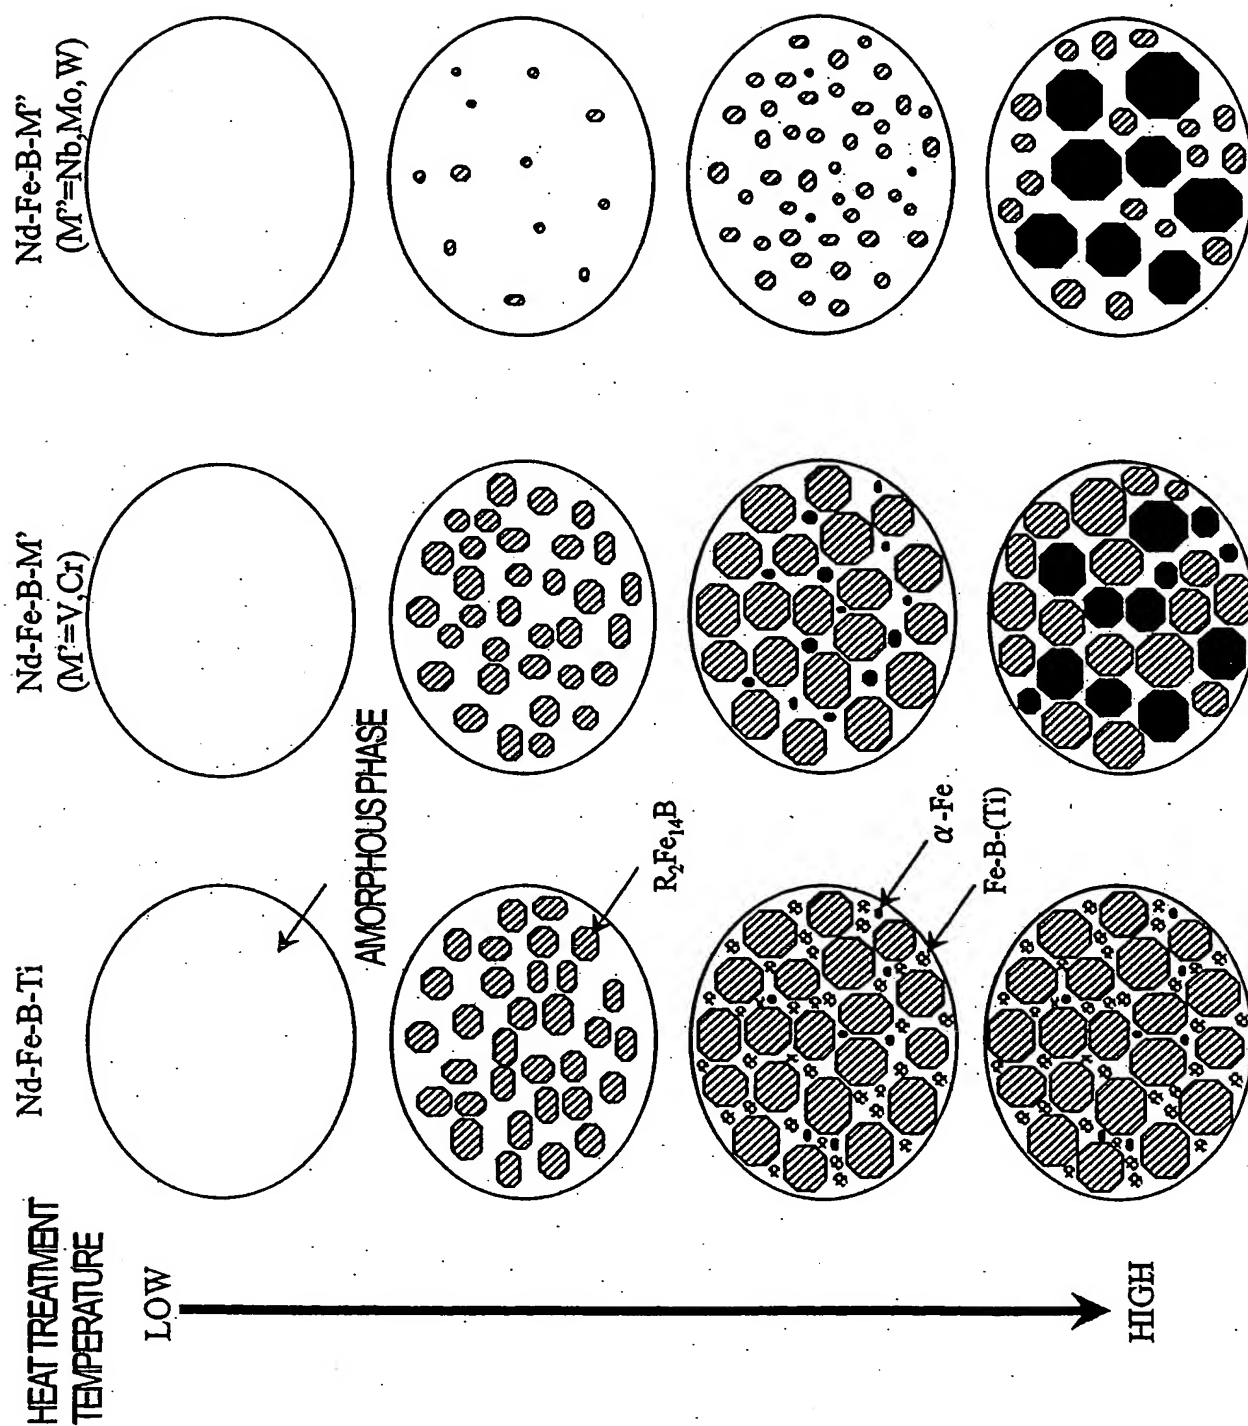 HEAT TREATMENT
TEMPERATURE
LOW
HIGH
Nd-Fe-B-Ti
AMORPHOUS PHASE
R₂Fe₁₄B
α-Fe
Fe-B-(Ti)
Nd-Fe-B-M'
(M'=V,Cr)
Nd-Fe-B-M"
(M"=Nb,Mo,W)